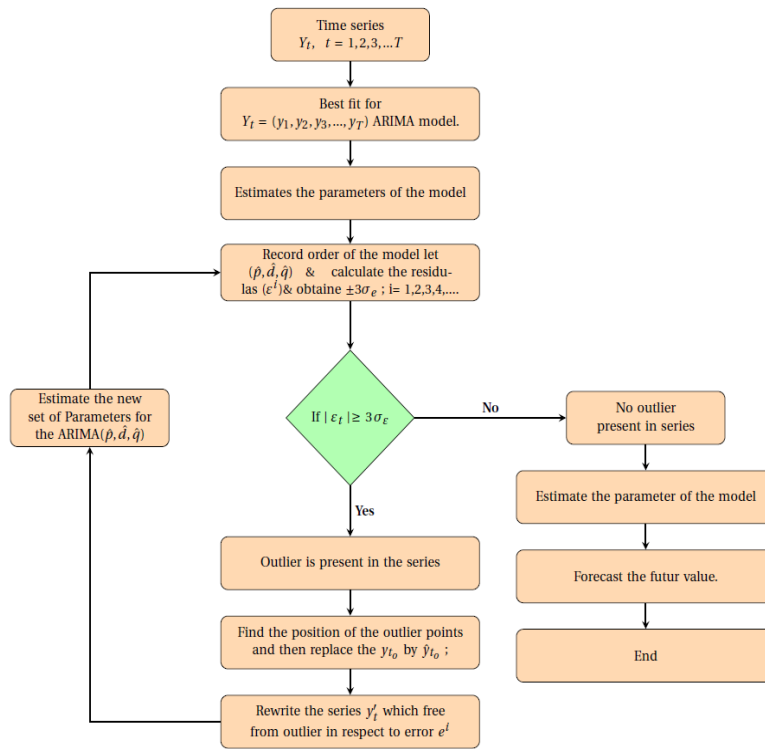 Time series
Y_t, t = 1,2,3,...T
Best fit for
Y_t = (y_1, y_2, y_3, ..., y_T) ARIMA model.
Estimates the parameters of the model
Record order of the model let
(p̂, d̂, q̂) & calculate the residu-
las (ε^i)& obtaine ±3σ_e ; i= 1,2,3,4,....
If | ε_t |≥ 3σ_ε
No
No outlier
present in series
Estimate the parameter of the model
Forecast the futur value.
End
Yes
Outlier is present in the series
Find the position of the outlier points
and then replace the y_{t_o} by ŷ_{t_o} ;
Rewrite the series y′_t which free
from outlier in respect to error e^i
Estimate the new
set of Parameters for
the ARIMA(p̂, d̂, q̂)